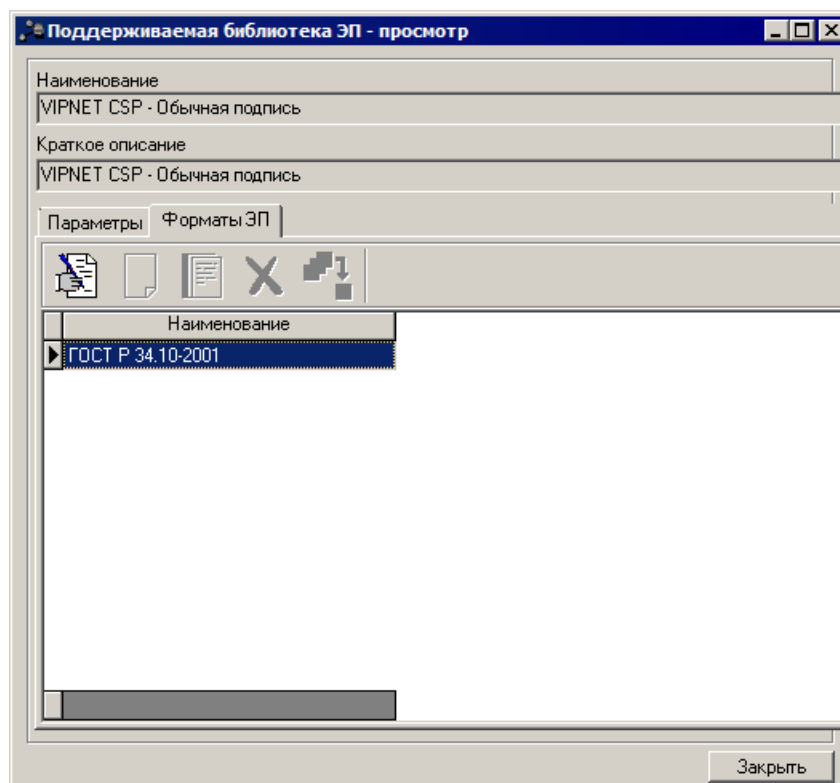 Поддерживаемая библиотека ЭП - просмотр
Наименование
VIPNET CSP - Обычная подпись
Краткое описание
VIPNET CSP - Обычная подпись
Параметры Форматы ЭП
Наименование
ГОСТ Р 34.10-2001
Закрыть